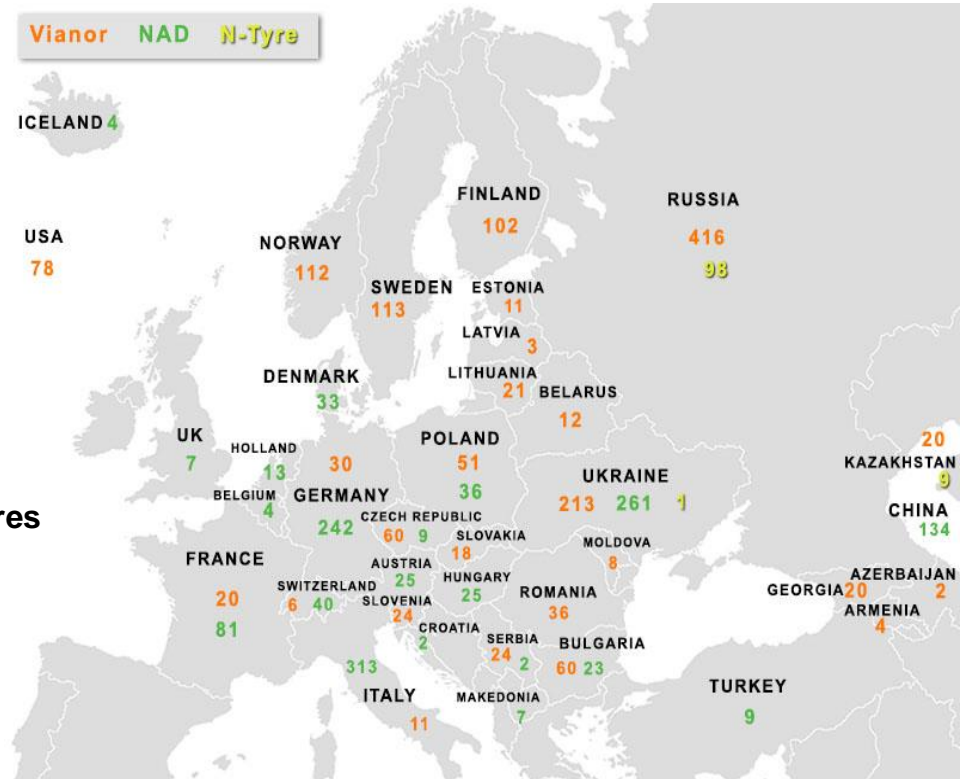 Vianor NAD N-Tyre
ICELAND 4
FINLAND
102
RUSSIA
416
98
USA
78
NORWAY
112
SWEDEN
113
ESTONIA
11
LATVIA
3
LITHUANIA
21
DENMARK
33
BELARUS
12
UK
7
HOLLAND
13
BELGIUM
4
30
GERMANY
242
POLAND
51
36
UKRAINE
213 261 1
20
KAZAKHSTAN
9
CHINA
134
res
CZECH REPUBLIC
60 9
SLOVAKIA
18
MOLDOVA
8
FRANCE
20
81
SWITZERLAND
6 40
AUSTRIA
25
HUNGARY
25
SLOVENIA
24
ROMANIA
36
CROATIA
2
SERBIA
24 2
BULGARIA
60 23
GEORGIA 20
AZERBAIJAN
2
ARMENIA
4
313
ITALY
11
MAKEDONIA
7
TURKEY
9